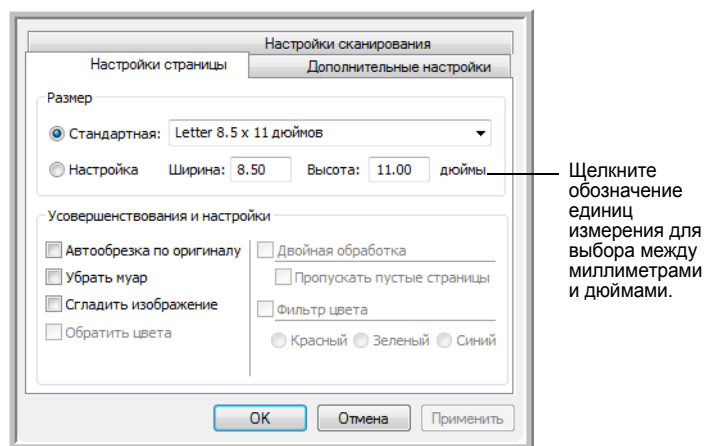 Настройки сканирования
Настройки страницы
Дополнительные настройки
Размер
Стандартная: Letter 8.5 x 11 дюймов
Настройка Ширина: 8.50 Высота: 11.00 дюймы
Щелкните
обозначение
единиц
измерения для
выбора между
миллиметрами
и дюймами.
Усовершенствования и настройки
Автообрезка по оригиналу
Убрать муар
Сгладить изображение
Обратить цвета
Двойная обработка
Пропускать пустые страницы
Фильтр цвета
Красный Зеленый Синий
OK Отмена Применить